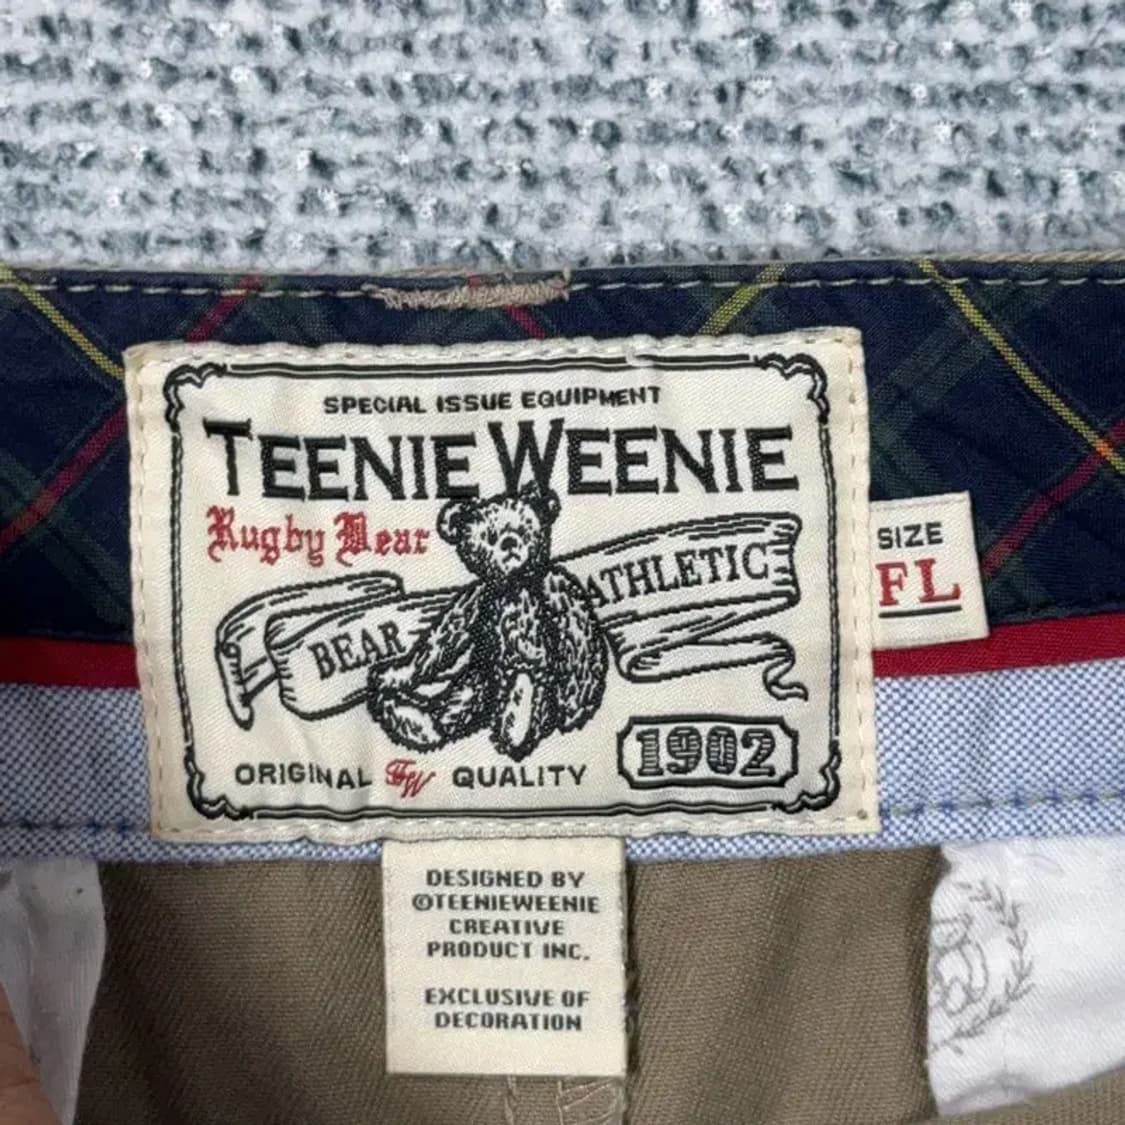 SPECIAL ISSUE EQUIPMENT
TEENIE WEENIE
Rugby Bear
BEAR ATHLETIC
1902
ORIGINAL TW QUALITY
SIZE
FL
DESIGNED BY
©TEENIEWEENIE
CREATIVE
PRODUCT INC.
EXCLUSIVE OF
DECORATION